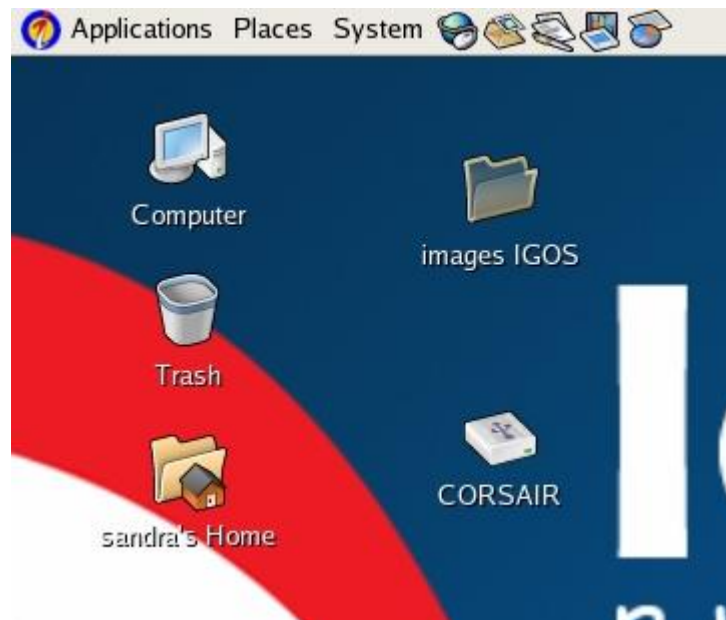 Applications Places System
Computer
images IGOS
Trash
CORSAIR
sandra's Home